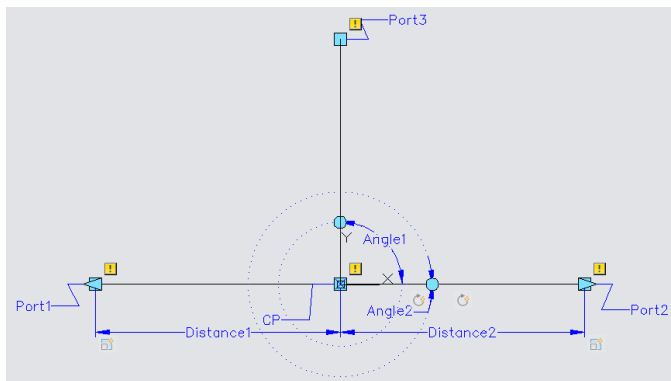 Port3
Y
Angle1
X
Port1
CP
Angle2
Port2
Distance1
Distance2